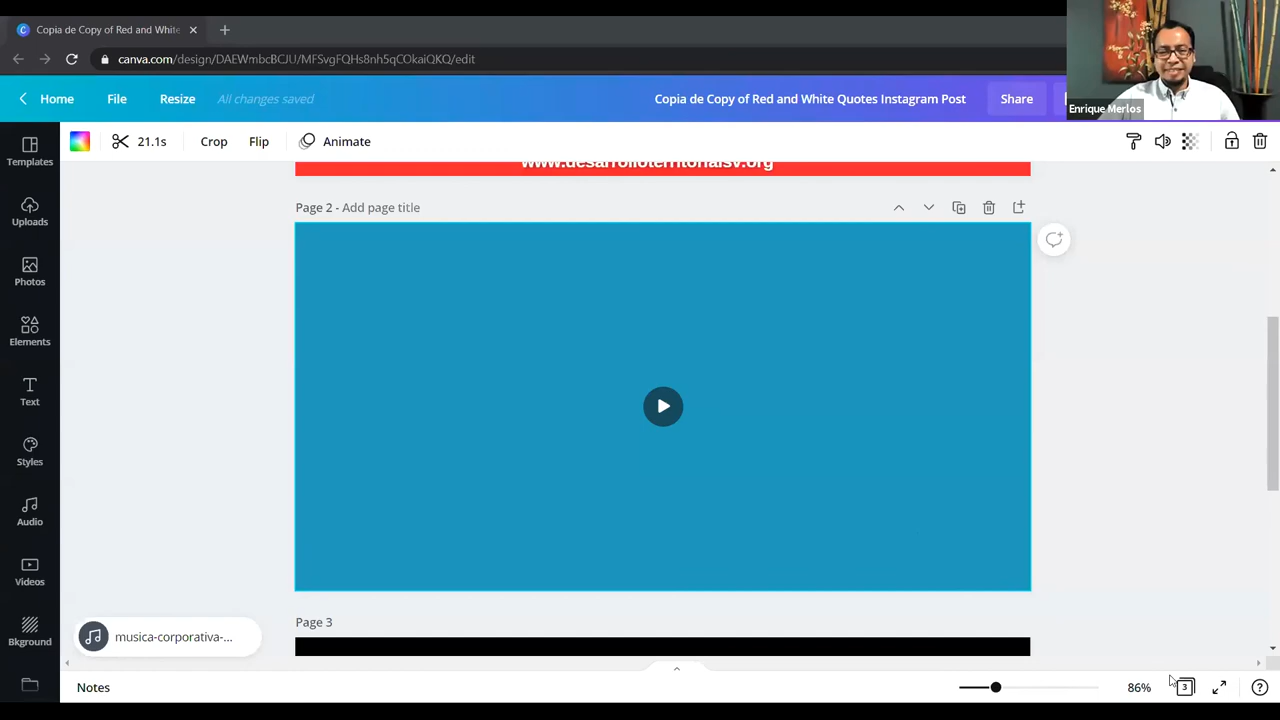 Copia de Copy of Red and White
canva.com/design/DAEWmbcBCJU/MFSvgFQHs8nh5qCOkaiQKQ/edit
Home
File
Resize
All changes saved
Copia de Copy of Red and White Quotes Instagram Post
Share
Enrique Merlos
21.1s
Crop
Flip
Animate
Templates
Uploads
Photos
Elements
Text
Styles
Audio
Videos
Bkground
www.desarrolloterritorialsv.org
Page 2 - Add page title
musica-corporativa-...
Page 3
Notes
86%
3